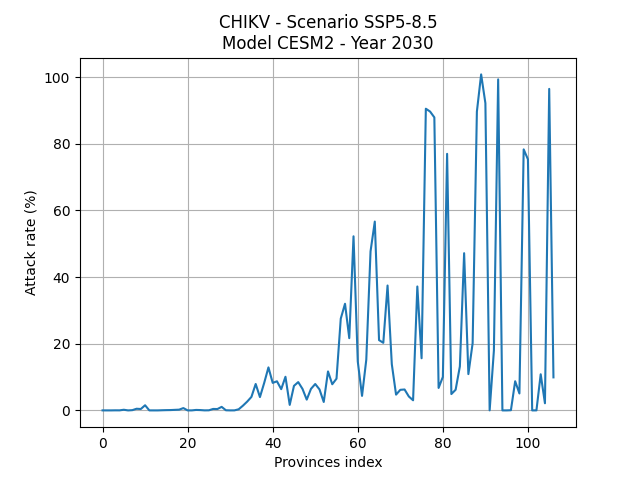 CHIKV - Scenario SSP5-8.5
Model CESM2 - Year 2030
100
80
60
40
20
0
Attack rate (%)
0 20 40 60 80 100
Provinces index